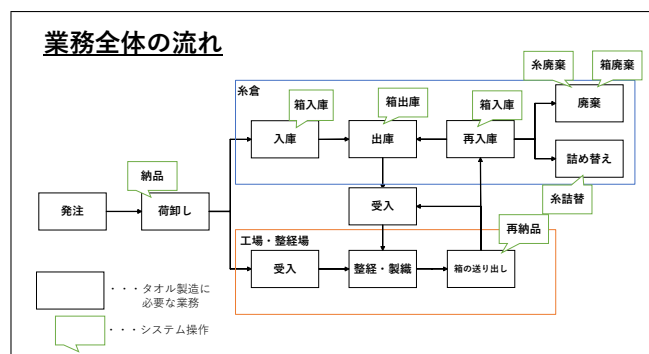 業務全体の流れ
糸廃棄
箱廃棄
糸倉
箱入庫
箱出庫
箱入庫
廃棄
入庫
出庫
再入庫
詰め替え
納品
糸詰替
発注
荷卸し
受入
再納品
工場・整経場
受入
整経・製織
箱の送り出し
・・・タオル製造に
必要な業務
・・・システム操作